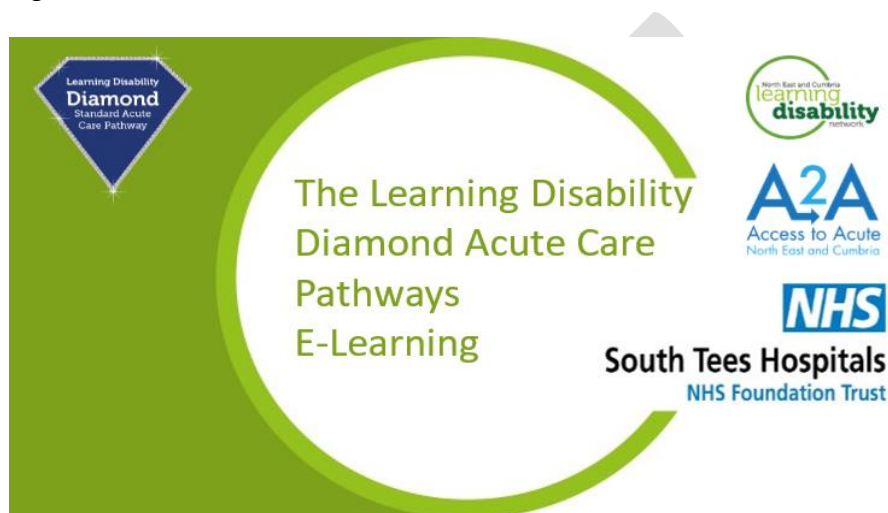 Learning Disability
Diamond
Standard Acute
Care Pathway
North East and Cumbria
learning
disability
network
The Learning Disability
Diamond Acute Care
Pathways
E-Learning
A2A
Access to Acute
North East and Cumbria
NHS
South Tees Hospitals
NHS Foundation Trust